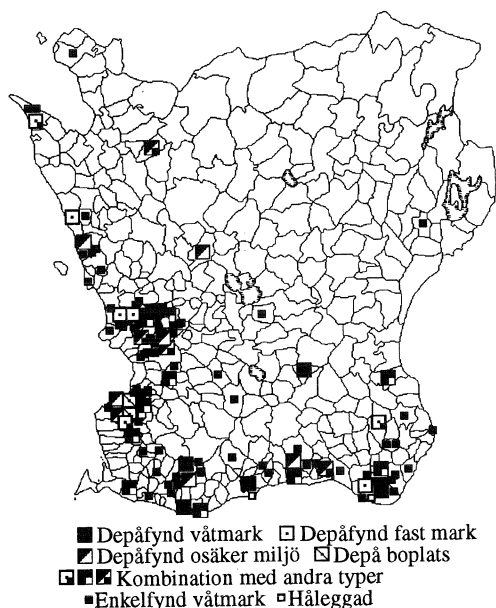 Depåfynd våtmark Depåfynd fast mark
Depåfynd osäker miljö Depå boplats
Kombination med andra typer
Enkelfynd våtmark Håleggad